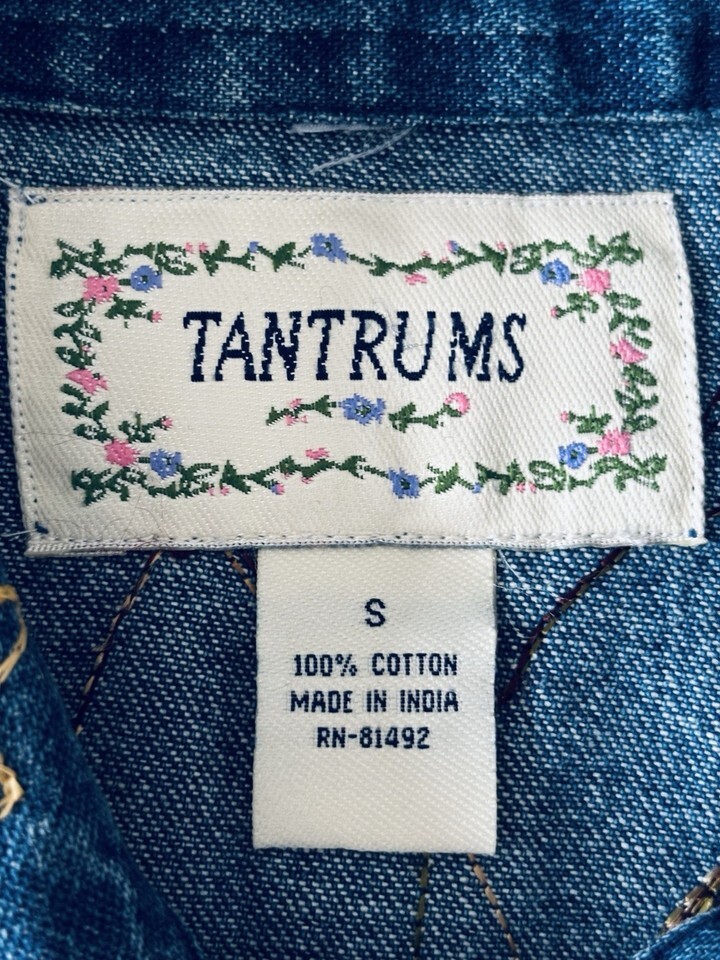 TANTRUMS
S
100% COTTON
MADE IN INDIA
RN-81492